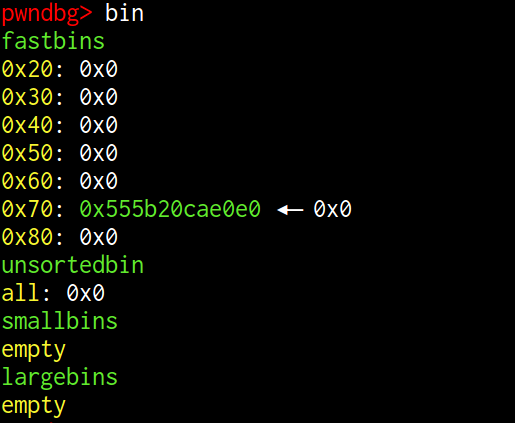 pwndbg> bin
fastbins
0x20: 0x0
0x30: 0x0
0x40: 0x0
0x50: 0x0
0x60: 0x0
0x70: 0x555b20cae0e0 ← 0x0
0x80: 0x0
unsortedbin
all: 0x0
smallbins
empty
largebins
empty